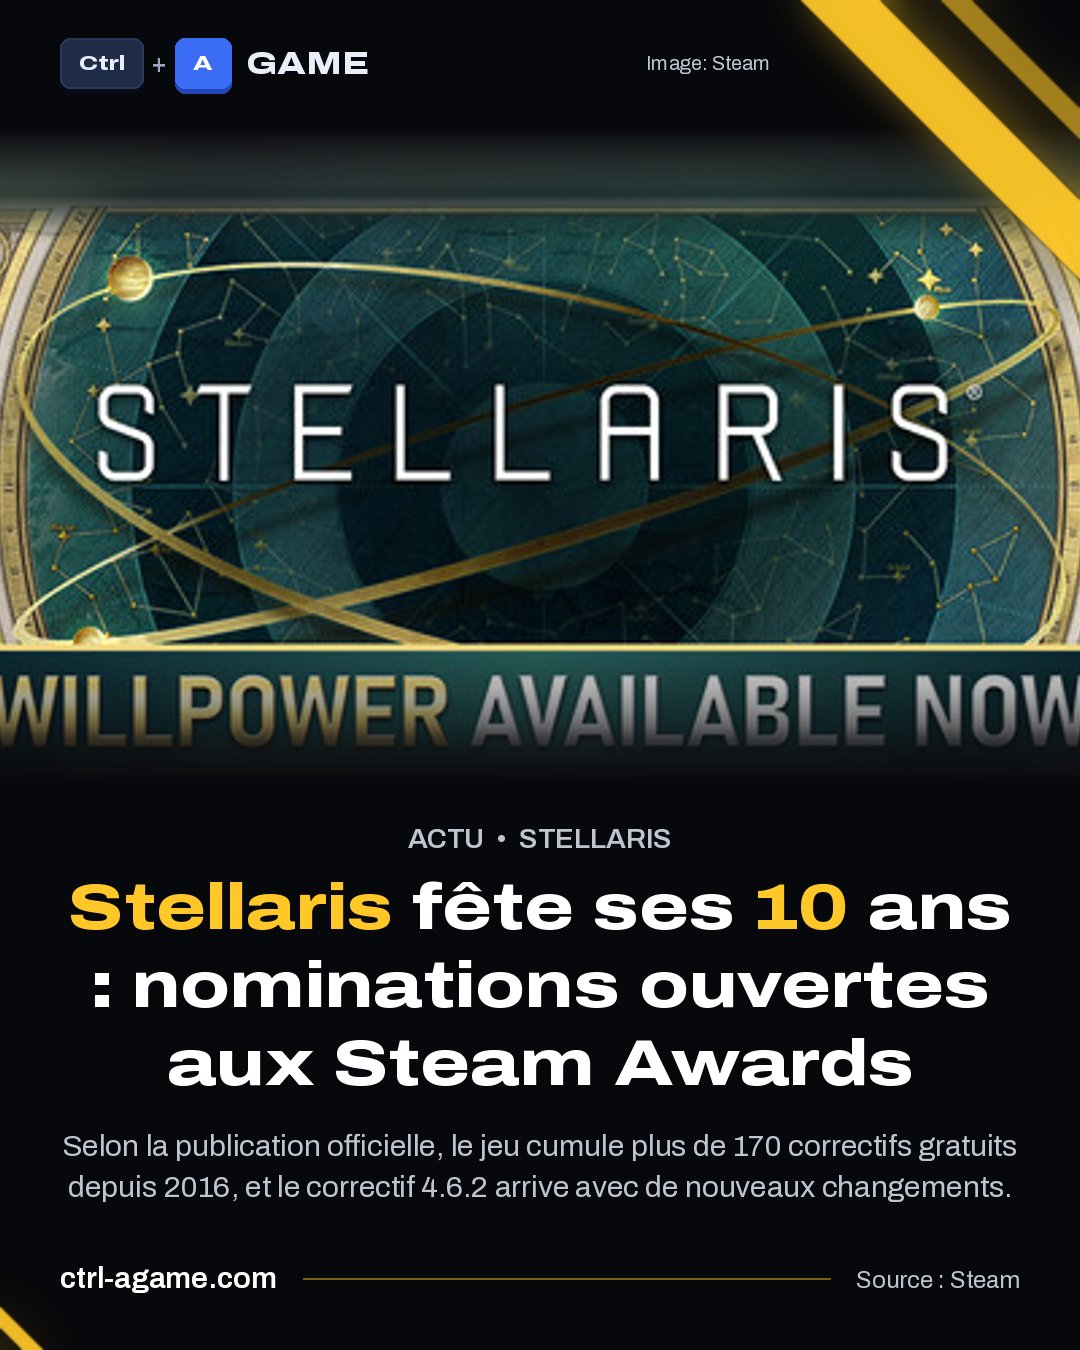 Ctrl + A GAME
Image: Steam
STELLARIS®
WILLPOWER AVAILABLE NOW
ACTU • STELLARIS
Stellaris fête ses 10 ans
: nominations ouvertes
aux Steam Awards
Selon la publication officielle, le jeu cumule plus de 170 correctifs gratuits
depuis 2016, et le correctif 4.6.2 arrive avec de nouveaux changements.
ctrl-agame.com
Source : Steam